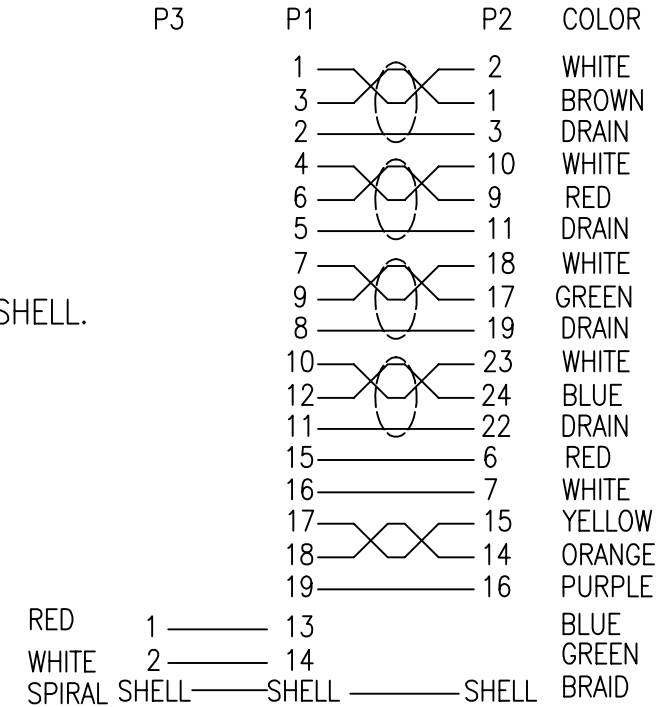 P3 P1 P2 COLOR
1 2 WHITE
3 1 BROWN
2 3 DRAIN
4 10 WHITE
6 9 RED
5 11 DRAIN
7 18 WHITE
9 17 GREEN
SHELL.
8 19 DRAIN
10 23 WHITE
12 24 BLUE
11 22 DRAIN
15 6 RED
16 7 WHITE
17 15 YELLOW
18 14 ORANGE
19 16 PURPLE
RED 1 13 BLUE
WHITE 2 14 GREEN
SPIRAL SHELL SHELL SHELL BRAID